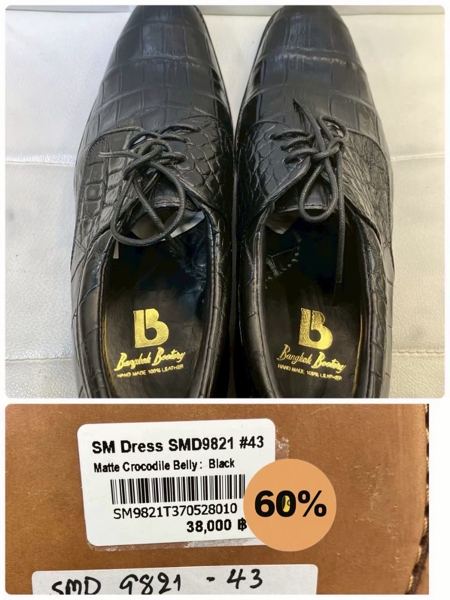 B
Bangkok Bootery
HAND MADE 100% LEATHER
B
Bangkok Bootery
HAND MADE 100% LEATHER
SM Dress SMD9821 #43
Matte Crocodile Belly : Black
SM9821T370528010
38,000 ฿
60%
SMD 9821 - 43